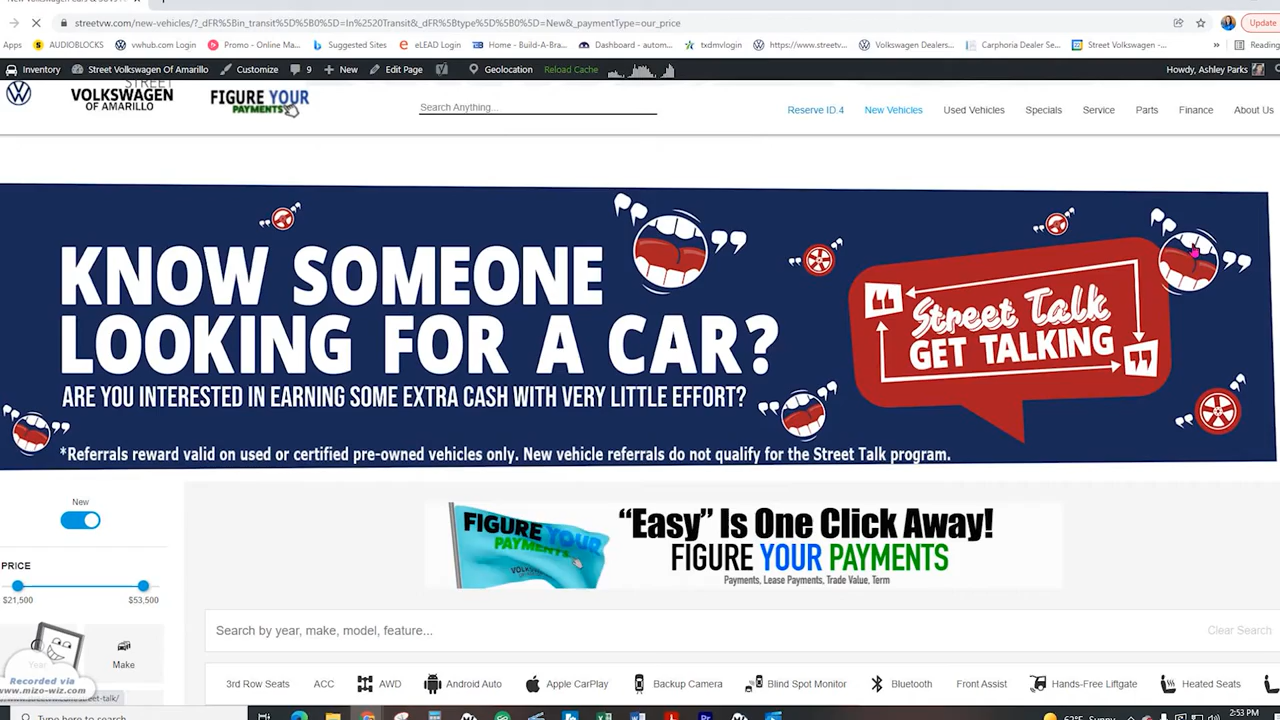 streetvw.com/new-vehicles/?_dFR%5Bin_transit%5D%5B0%5D=In%2520Transit&_dFR%5Btype%5D%5B0%5D=New&_paymentType=our_price
Update
Apps
AUDIOBLOCKS
vwhub.com Login
Promo - Online Ma...
Suggested Sites
eLEAD Login
Home - Build-A-Bra...
Dashboard - autom...
txdmvlogin
https://www.streetv...
Volkswagen Dealers...
Carphoria Dealer Se...
Street Volkswagen -...
»
Reading
Inventory
Street Volkswagen Of Amarillo
Customize
9
+ New
Edit Page
Geolocation
Reload Cache
Howdy, Ashley Parks
STREET
VOLKSWAGEN
OF AMARILLO
FIGURE YOUR
PAYMENTS
Search Anything...
Reserve ID.4
New Vehicles
Used Vehicles
Specials
Service
Parts
Finance
About Us
KNOW SOMEONE
LOOKING FOR A CAR?
ARE YOU INTERESTED IN EARNING SOME EXTRA CASH WITH VERY LITTLE EFFORT?
Street Talk
GET TALKING
*Referrals reward valid on used or certified pre-owned vehicles only. New vehicle referrals do not qualify for the Street Talk program.
New
FIGURE YOUR
PAYMENTS
"Easy" Is One Click Away!
FIGURE YOUR PAYMENTS
Payments, Lease Payments, Trade Value, Term
PRICE
$21,500
$53,500
Search by year, make, model, feature...
Clear Search
Year
Make
Recorded via
www.mizo-wiz.com
3rd Row Seats
ACC
AWD
Android Auto
Apple CarPlay
Backup Camera
Blind Spot Monitor
Bluetooth
Front Assist
Hands-Free Liftgate
Heated Seats
Type here to search
62°F Sunny
2:53 PM